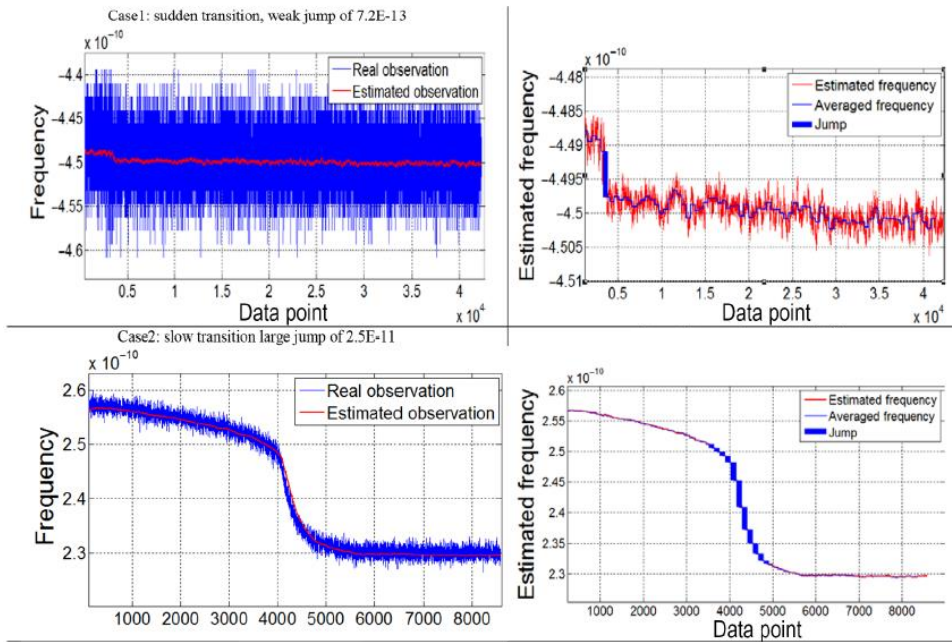 Case1: sudden transition, weak jump of 7.2E-13
x 10⁻¹⁰
Real observation
Estimated observation
Frequency
-4.4
-4.45
-4.5
-4.55
-4.6
0.5 1 1.5 2 2.5 3 3.5 4
Data point
x 10⁴
x 10⁻¹⁰
Estimated frequency
Averaged frequency
Jump
Estimated frequency
-4.48
-4.485
-4.49
-4.495
-4.5
-4.505
-4.51
0.5 1 1.5 2 2.5 3 3.5 4
Data point
x 10⁴
Case2: slow transition large jump of 2.5E-11
x 10⁻¹⁰
Real observation
Estimated observation
Frequency
2.6
2.5
2.4
2.3
1000 2000 3000 4000 5000 6000 7000 8000
x 10⁻¹⁰
Estimated frequency
Averaged frequency
Jump
Estimated frequency
2.6
2.55
2.5
2.45
2.4
2.35
2.3
1000 2000 3000 4000 5000 6000 7000 8000
Data point